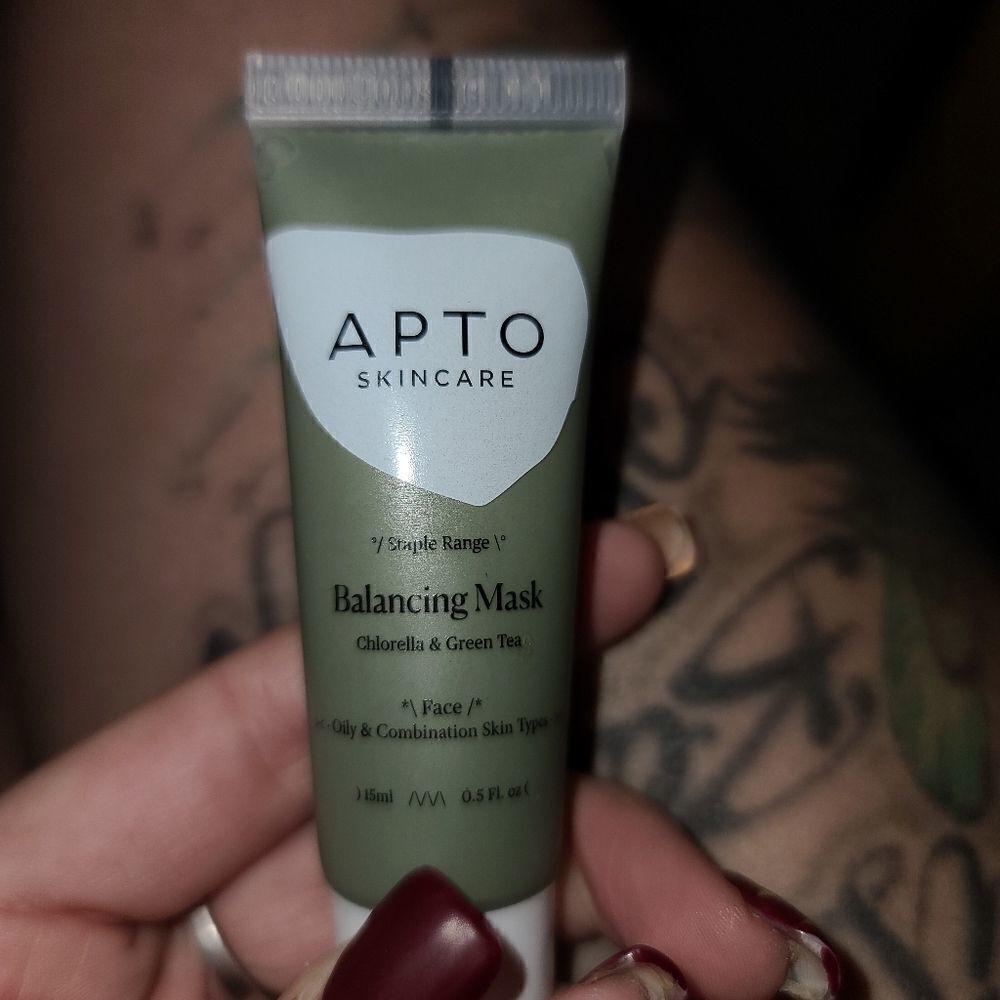 APTO
SKINCARE
°/ Staple Range \°
Balancing Mask
Chlorella & Green Tea
*\ Face /*
Oily & Combination Skin Types
) 15ml /\/\/\ 0.5 Fl. oz (